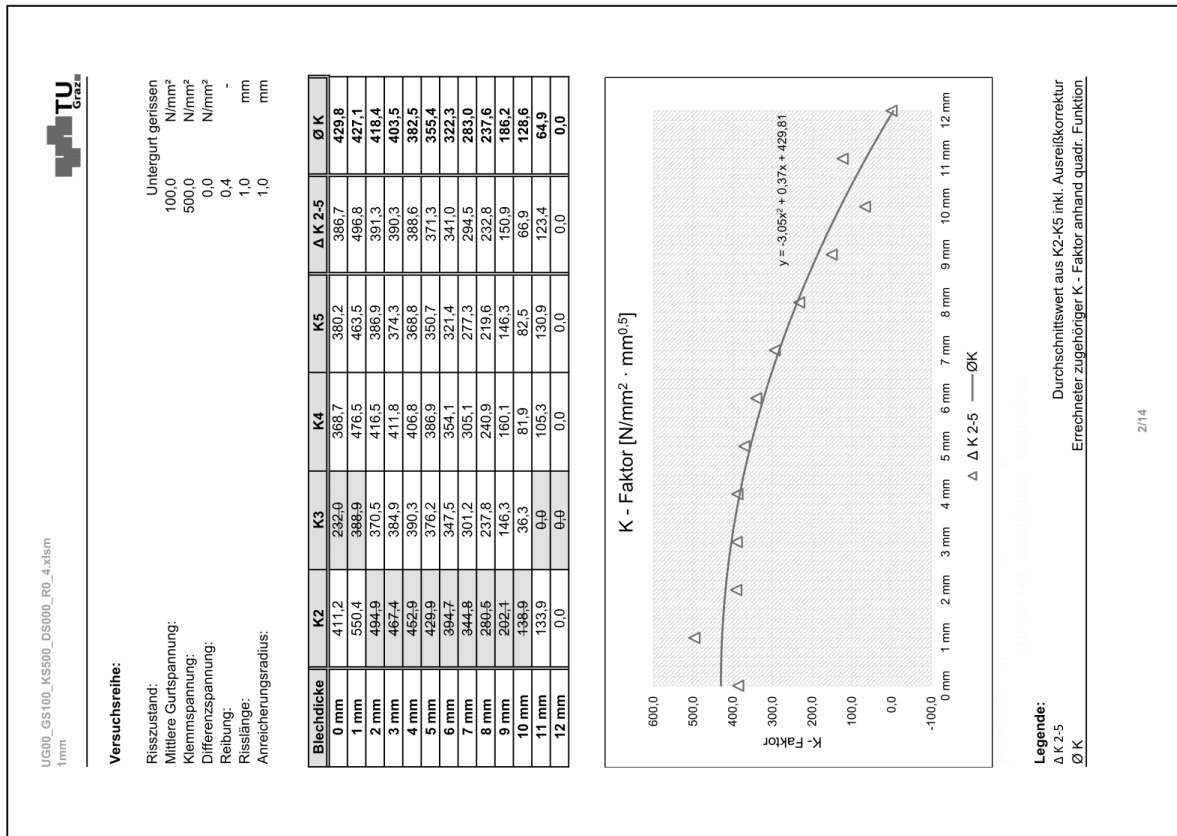 UG00_GS100_KS500_DS000_R0_4.xlsm
1mm
TU
Graz
Versuchsreihe:
Risszustand: Untergurt gerissen
Mittlere Gurtspannung: 100,0 N/mm²
Klemmspannung: 500,0 N/mm²
Differenzspannung: 0,0 N/mm²
Reibung: 0,4 -
Risslänge: 1,0 mm
Anreicherungsradius: 1,0 mm
Blechdicke K2 K3 K4 K5 Δ K 2-5 Ø K
0 mm 411,2 232,0 368,7 380,2 386,7 429,8
1 mm 550,4 388,9 476,5 463,5 496,8 427,1
2 mm 494,9 370,5 416,5 386,9 391,3 418,4
3 mm 467,4 384,9 411,8 374,3 390,3 403,5
4 mm 452,9 390,3 406,8 368,8 388,6 382,5
5 mm 429,9 376,2 386,9 350,7 371,3 355,4
6 mm 394,7 347,5 354,1 321,4 341,0 322,3
7 mm 344,8 301,2 305,1 277,3 294,5 283,0
8 mm 280,5 237,8 240,9 219,6 232,8 237,6
9 mm 202,1 146,3 160,1 146,3 150,9 186,2
10 mm 138,9 36,3 81,9 82,5 66,9 128,6
11 mm 133,9 0,0 105,3 130,9 123,4 64,9
12 mm 0,0 0,0 0,0 0,0 0,0 0,0
K - Faktor [N/mm² · mm⁰·⁵]
600,0
500,0
400,0
300,0
200,0
100,0
0,0
-100,0
K- Faktor
y = -3,05x² + 0,37x + 429,81
0 mm 1 mm 2 mm 3 mm 4 mm 5 mm 6 mm 7 mm 8 mm 9 mm 10 mm 11 mm 12 mm
Δ K 2-5 ØK
Legende:
Δ K 2-5 Durchschnittswert aus K2-K5 inkl. Ausreißkorrektur
Ø K Errechneter zugehöriger K - Faktor anhand quadr. Funktion
2/14